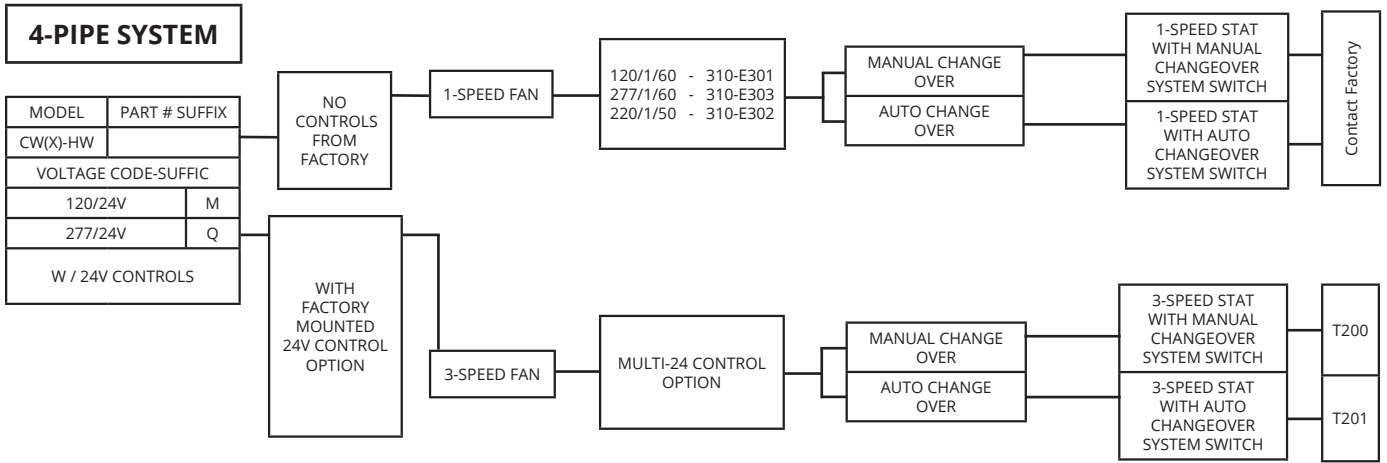 4-PIPE SYSTEM
MODEL PART # SUFFIX
CW(X)-HW
VOLTAGE CODE-SUFFIC
120/24V M
277/24V Q
W / 24V CONTROLS
NO
CONTROLS
FROM
FACTORY
1-SPEED FAN
120/1/60 - 310-E301
277/1/60 - 310-E303
220/1/50 - 310-E302
MANUAL CHANGE
OVER
AUTO CHANGE
OVER
1-SPEED STAT
WITH MANUAL
CHANGEOVER
SYSTEM SWITCH
1-SPEED STAT
WITH AUTO
CHANGEOVER
SYSTEM SWITCH
Contact Factory
WITH
FACTORY
MOUNTED
24V CONTROL
OPTION
3-SPEED FAN
MULTI-24 CONTROL
OPTION
MANUAL CHANGE
OVER
AUTO CHANGE
OVER
3-SPEED STAT
WITH MANUAL
CHANGEOVER
SYSTEM SWITCH
3-SPEED STAT
WITH AUTO
CHANGEOVER
SYSTEM SWITCH
T200
T201